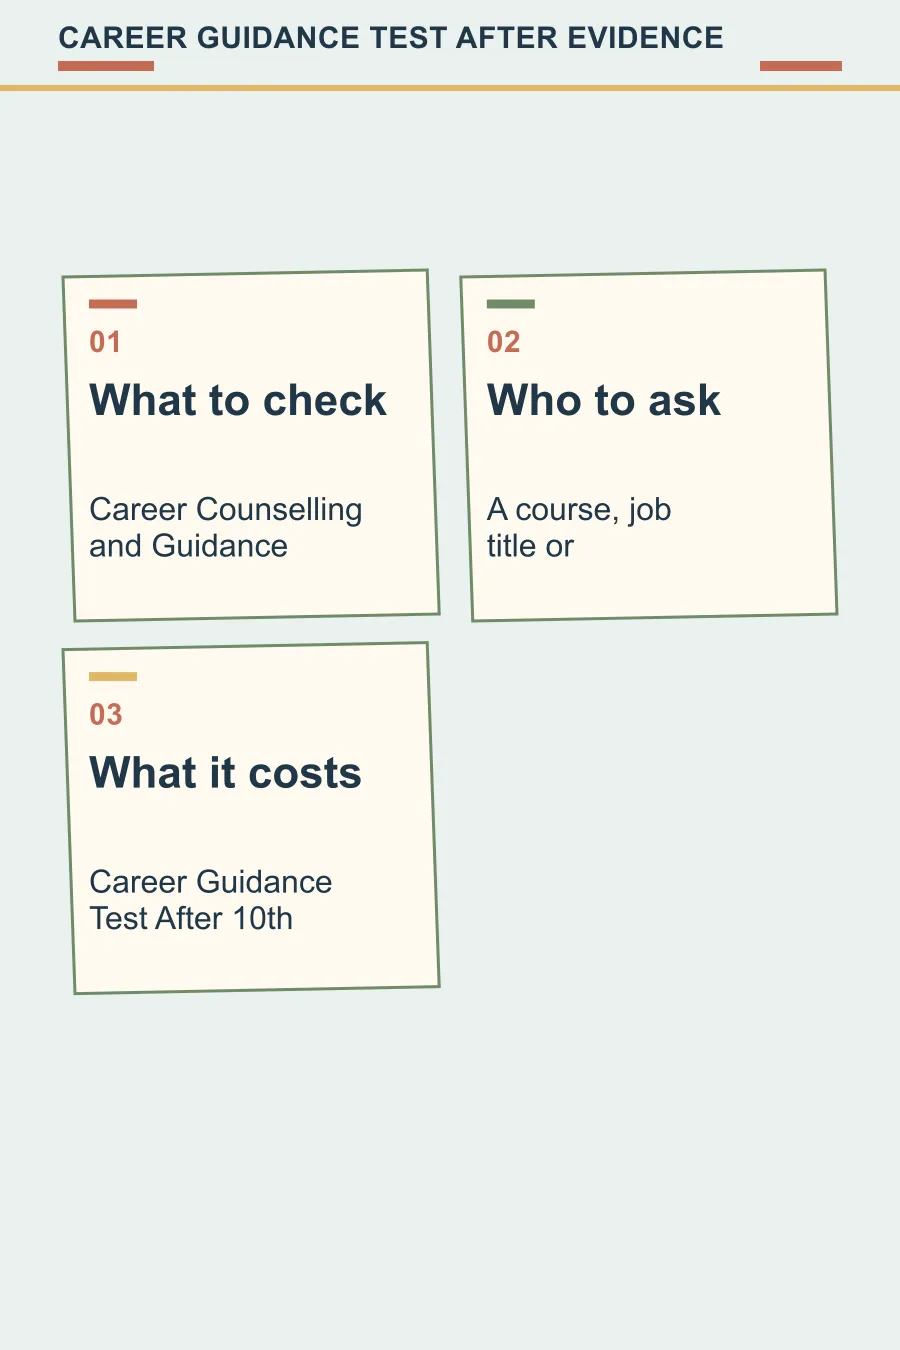 CAREER GUIDANCE TEST AFTER EVIDENCE
01
What to check
Career Counselling
and Guidance
02
Who to ask
A course, job
title or
03
What it costs
Career Guidance
Test After 10th